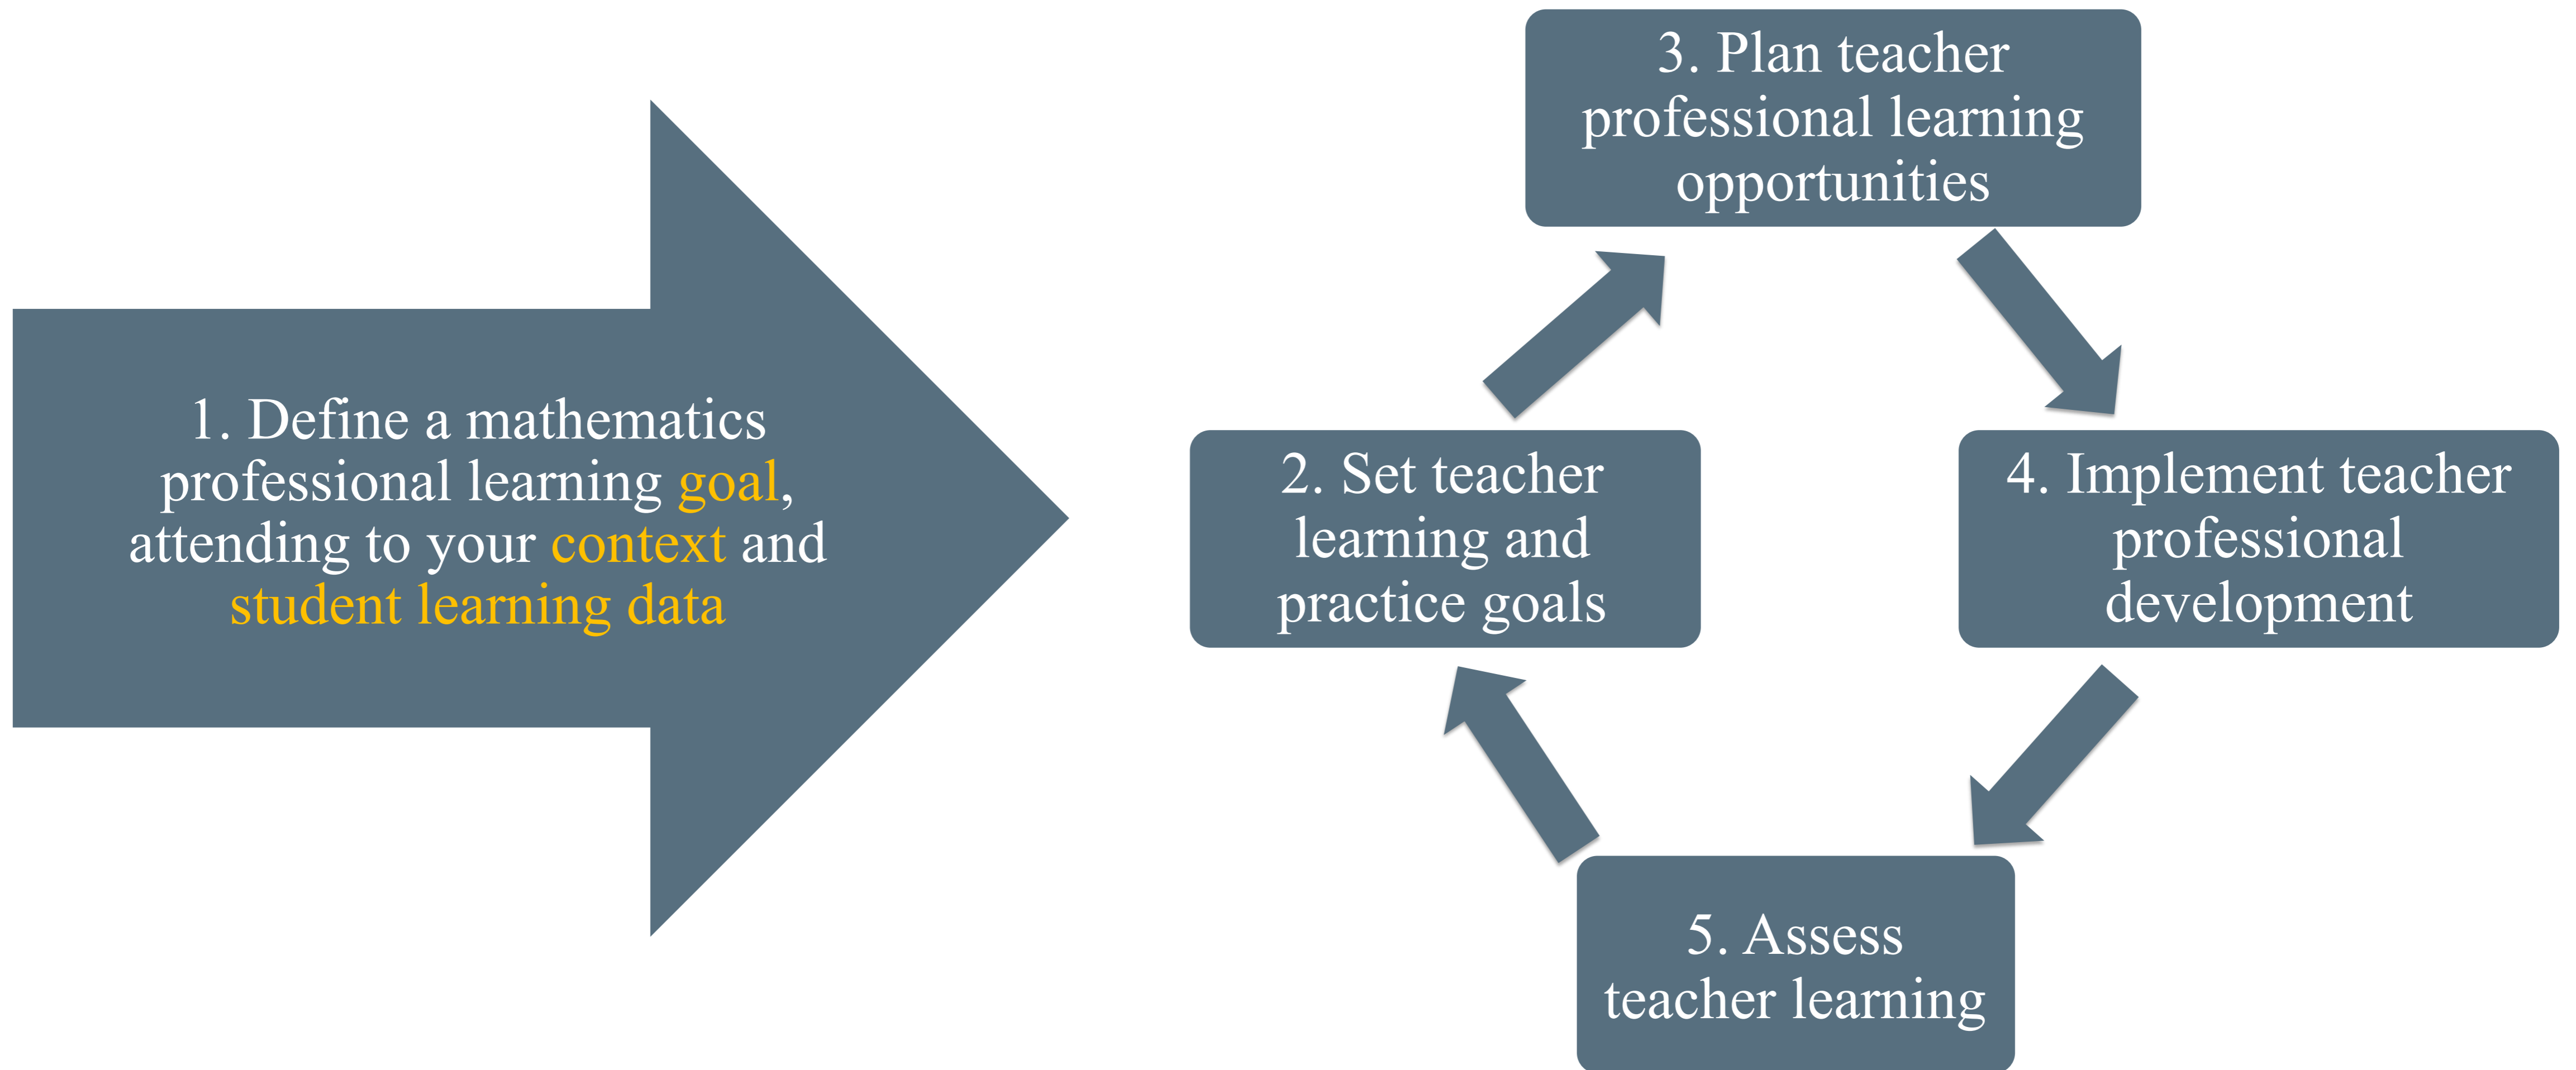 1. Define a mathematics
professional learning goal,
attending to your context and
student learning data
2. Set teacher
learning and
practice goals
3. Plan teacher
professional learning
opportunities
4. Implement teacher
professional
development
5. Assess
teacher learning